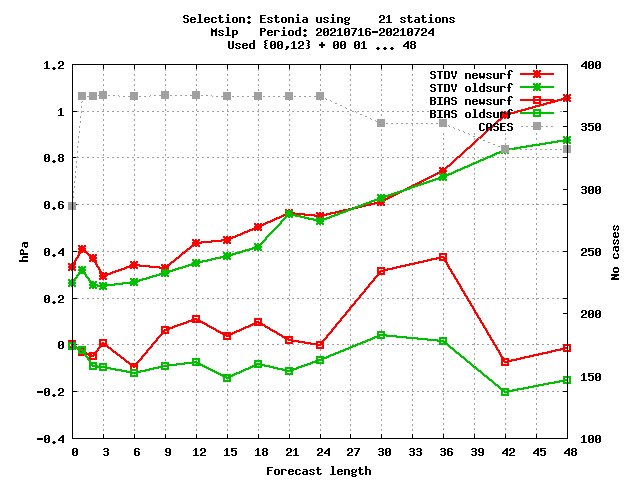 Selection: Estonia using    21 stations
Mslp   Period: 20210716-20210724
Used {00,12} + 00 01 ... 48
1.2
1
0.8
0.6
0.4
0.2
0
-0.2
-0.4
hPa
400
350
300
250
200
150
100
No cases
STDV newsurf
STDV oldsurf
BIAS newsurf
BIAS oldsurf
CASES
0 3 6 9 12 15 18 21 24 27 30 33 36 39 42 45 48
Forecast length